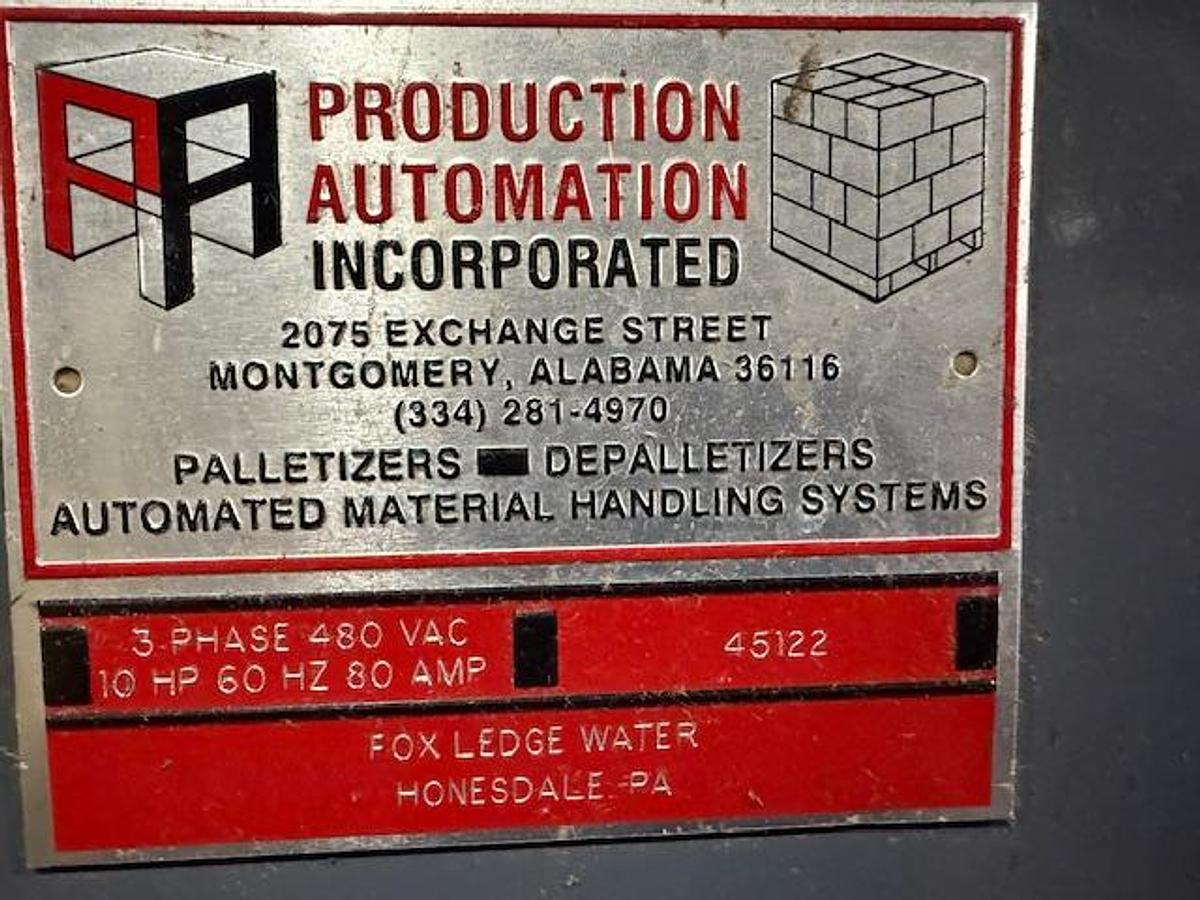 PRODUCTION
AUTOMATION
INCORPORATED
2075 EXCHANGE STREET
MONTGOMERY, ALABAMA 36116
(334) 281-4970
PALLETIZERS DEPALLETIZERS
AUTOMATED MATERIAL HANDLING SYSTEMS
3 PHASE 480 VAC
10 HP 60 HZ 80 AMP
45122
FOX LEDGE WATER
HONESDALE PA